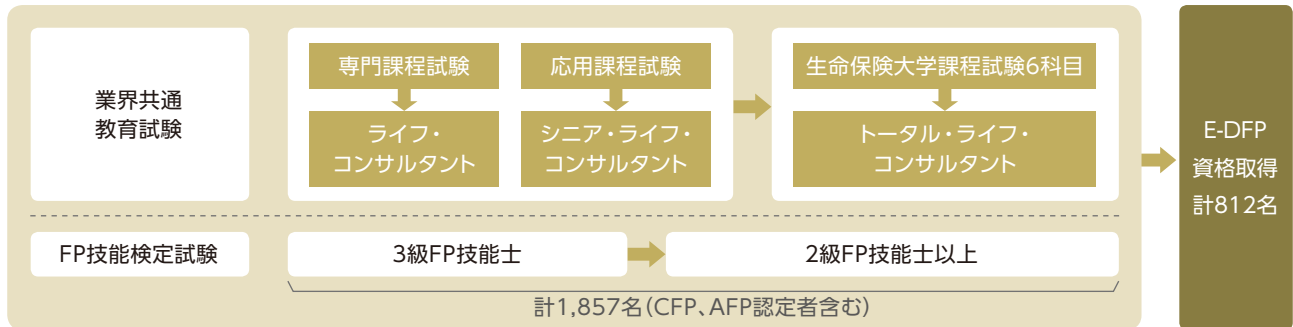 業界共通
教育試験
専門課程試験
ライフ・
コンサルタント
応用課程試験
シニア・ライフ・
コンサルタント
生命保険大学課程試験6科目
トータル・ライフ・
コンサルタント
FP技能検定試験
3級FP技能士
2級FP技能士以上
計1,857名(CFP、AFP認定者含む)
E-DFP
資格取得
計812名